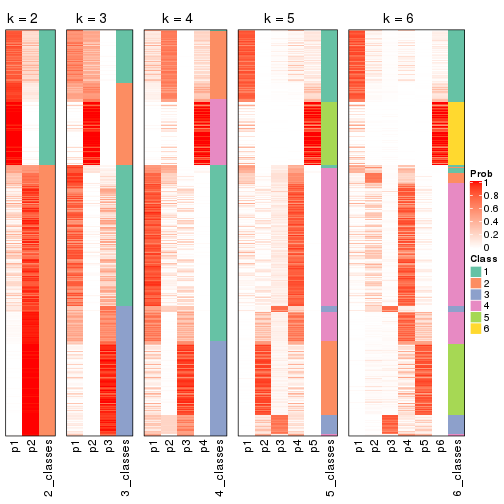 k = 2
k = 3
k = 4
k = 5
k = 6
Prob
1
0.8
0.6
0.4
0.2
0
Class
1
2
3
4
5
6
p1
p2
2_classes
p1
p2
p3
3_classes
p1
p2
p3
p4
4_classes
p1
p2
p3
p4
p5
5_classes
p1
p2
p3
p4
p5
p6
6_classes